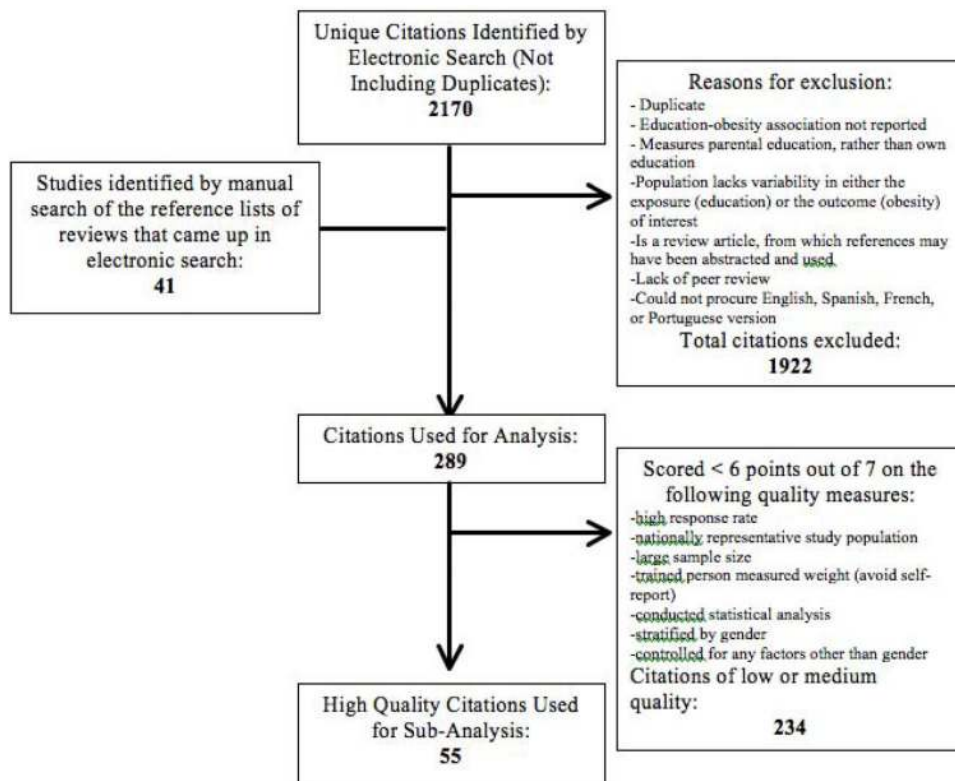 Unique Citations Identified by
Electronic Search (Not
Including Duplicates):
2170
Reasons for exclusion:
- Duplicate
- Education-obesity association not reported
- Measures parental education, rather than own
education
-Population lacks variability in either the
exposure (education) or the outcome (obesity)
of interest
-Is a review article, from which references may
have been abstracted and used
-Lack of peer review
-Could not procure English, Spanish, French,
or Portuguese version
Total citations excluded:
1922
Studies identified by manual
search of the reference lists of
reviews that came up in
electronic search:
41
Citations Used for Analysis:
289
Scored < 6 points out of 7 on the
following quality measures:
-high response rate
-nationally representative study population
-large sample size
-trained person measured weight (avoid self-
report)
-conducted statistical analysis
-stratified by gender
-controlled for any factors other than gender
Citations of low or medium
quality:
234
High Quality Citations Used
for Sub-Analysis:
55